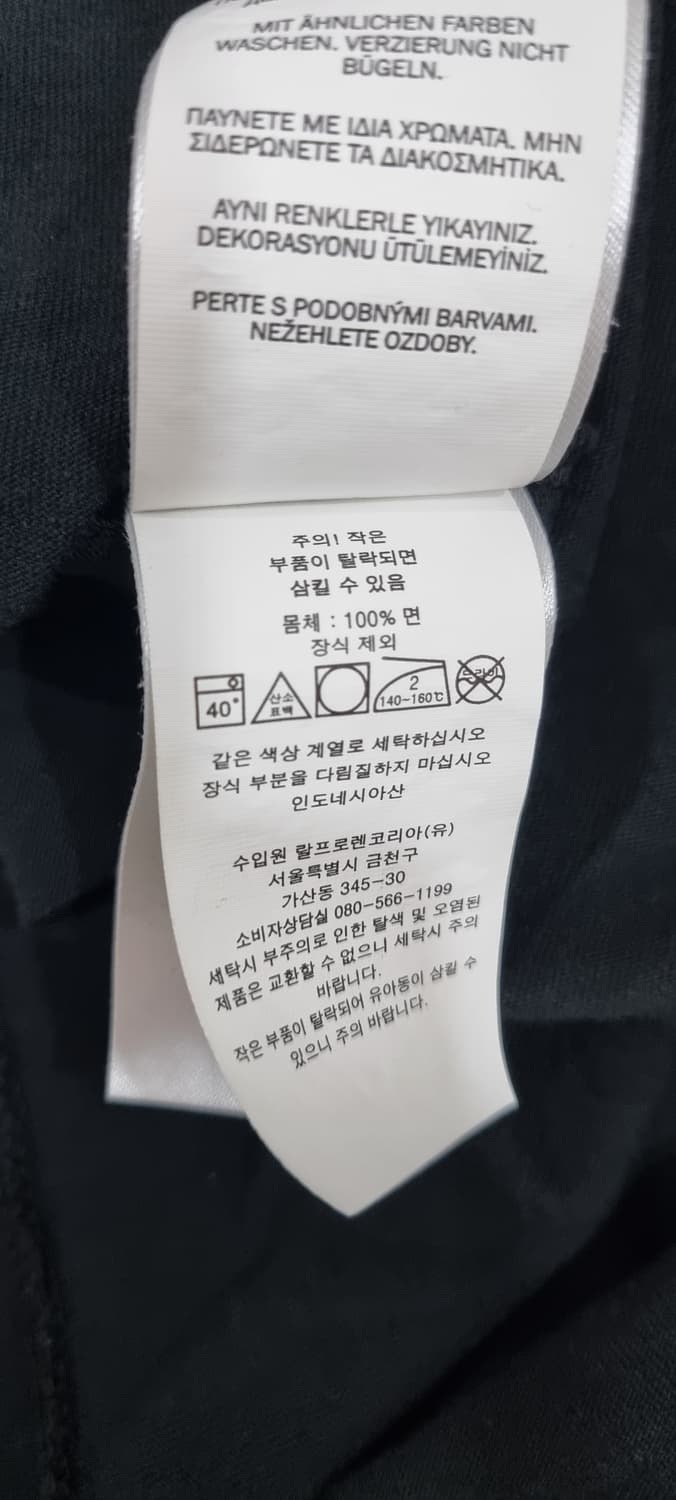 MIT ÄHNLICHEN FARBEN
WASCHEN. VERZIERUNG NICHT
BÜGELN.
ΠΛΥΝΕΤΕ ΜΕ ΙΔΙΑ ΧΡΩΜΑΤΑ. ΜΗΝ
ΣΙΔΕΡΩΝΕΤΕ ΤΑ ΔΙΑΚΟΣΜΗΤΙΚΑ.
AYNI RENKLERLE YIKAYINIZ.
DEKORASYONU ÜTÜLEMEYİNİZ.
PERTE S PODOBNÝMI BARVAMI.
NEŽEHLETE OZDOBY.
주의! 작은
부품이 탈락되면
삼킬 수 있음
몸체 : 100% 면
장식 제외
40° 산소 표백 2 140~160℃ 드라이
같은 색상 계열로 세탁하십시오
장식 부분을 다림질하지 마십시오
인도네시아산
수입원 랄프로렌코리아(유)
서울특별시 금천구
가산동 345-30
소비자상담실 080-566-1199
세탁시 부주의로 인한 탈색 및 오염된
제품은 교환할 수 없으니 세탁시 주의
바랍니다.
작은 부품이 탈락되어 유아동이 삼킬 수
있으니 주의 바랍니다.